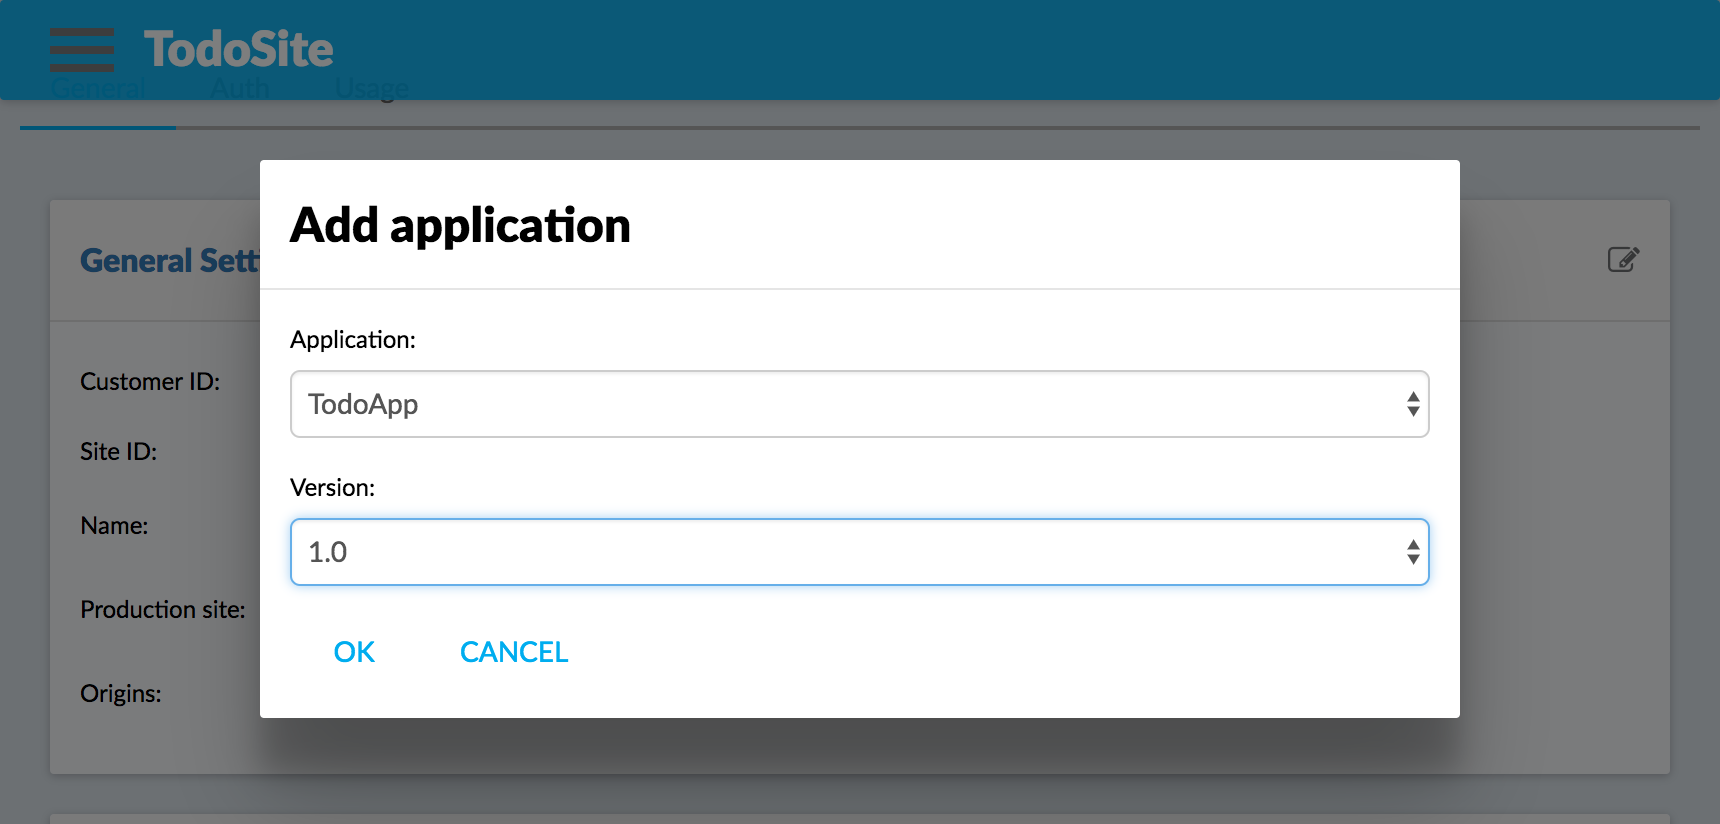 TodoSite
General Auth Usage
Add application
General Setti
Application:
TodoApp
Customer ID:
Site ID:
Version:
Name:
1.0
Production site:
OK CANCEL
Origins: